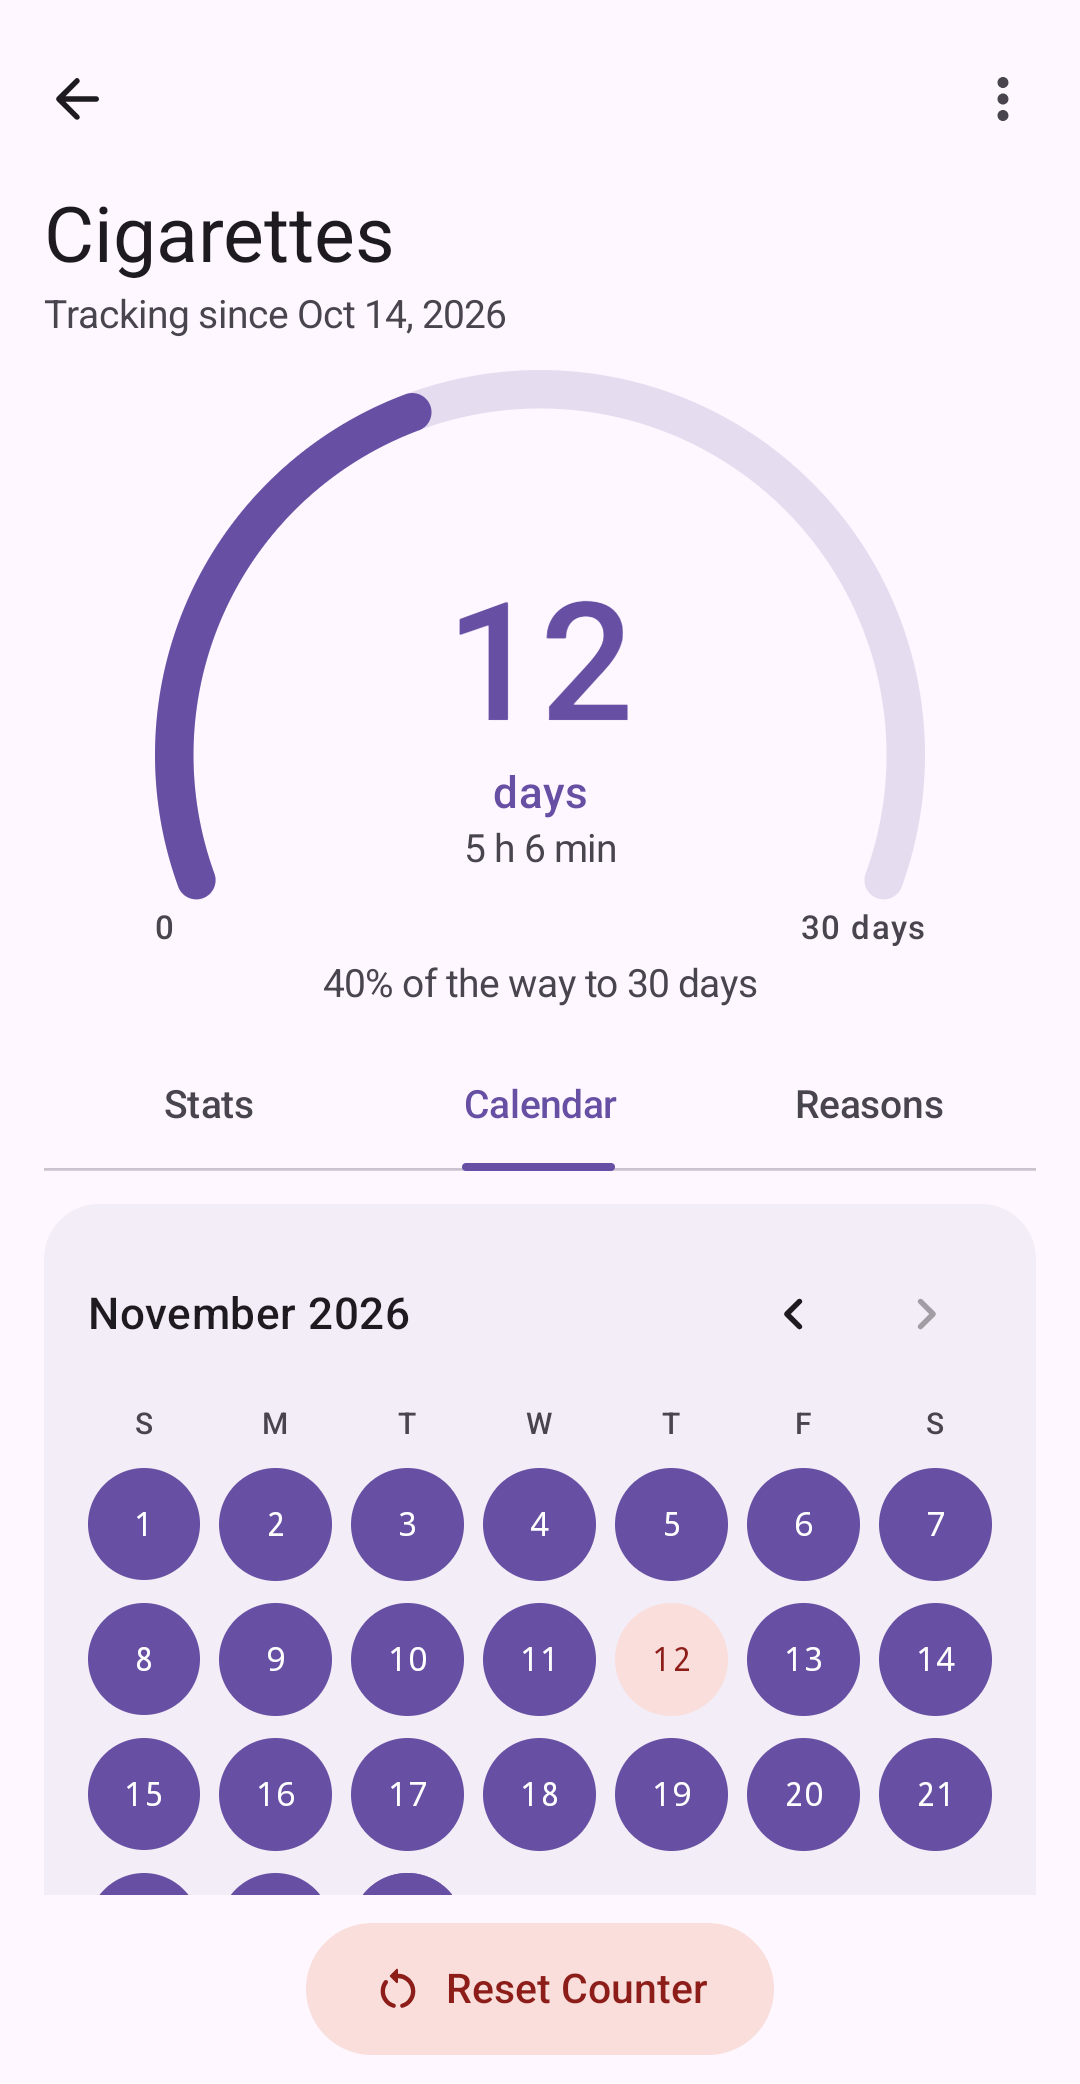 Cigarettes
Tracking since Oct 14, 2026
12
days
5 h 6 min
0
30 days
40% of the way to 30 days
Stats Calendar Reasons
November 2026
S M T W T F S
1 2 3 4 5 6 7
8 9 10 11 12 13 14
15 16 17 18 19 20 21
Reset Counter